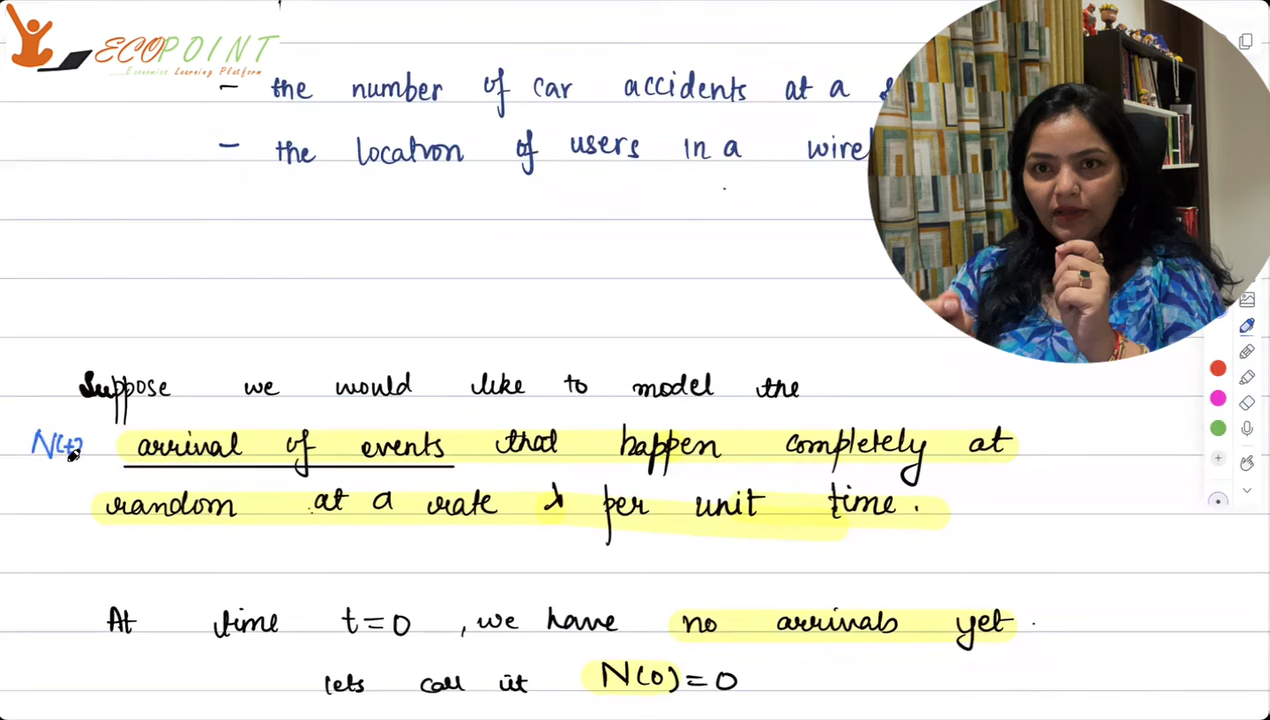 ECOPOINT
.....Economics Learning Platform
- the number of car accidents at a
- the location of users in a wirel
Suppose we would like to model the
N(t) arrival of events that happen completely at
random at a rate λ per unit time.
At time t=0, we have no arrivals yet.
lets call it N(0) = 0